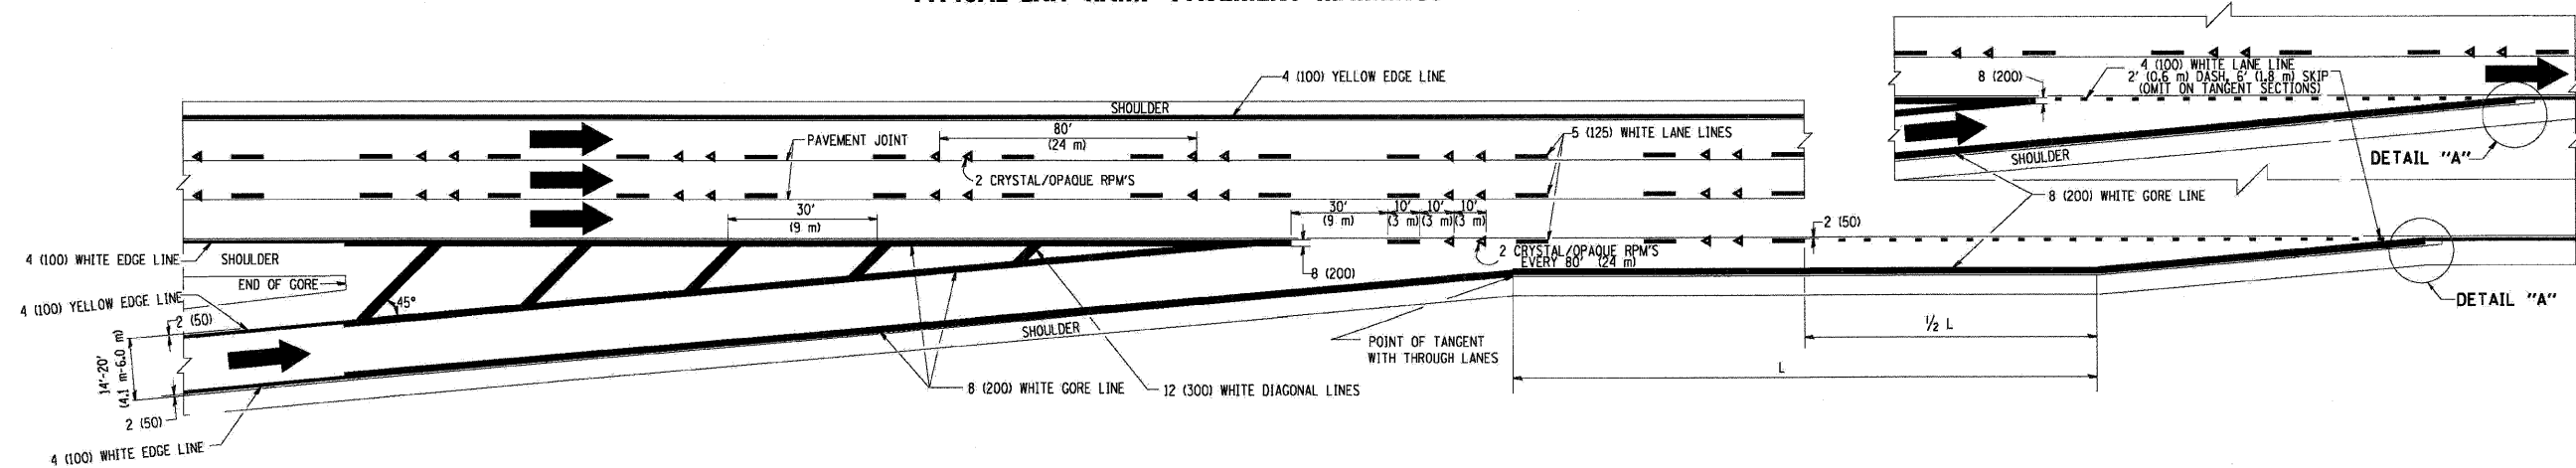 4 (100) YELLOW EDGE LINE
SHOULDER
80'
(24 m)
PAVEMENT JOINT
5 (125) WHITE LANE LINES
2 CRYSTAL/OPAQUE RPM'S
30'
(9 m)
30'
(9 m)
10'
(3 m)
10'
(3 m)
10'
(3 m)
2 (50)
4 (100) WHITE EDGE LINE
SHOULDER
END OF GORE
8 (200)
2 CRYSTAL/OPAQUE RPM'S
EVERY 80' (24 m)
4 (100) YELLOW EDGE LINE
45°
2 (50)
14'-20'
(4.1 m-6.0 m)
2 (50)
4 (100) WHITE EDGE LINE
SHOULDER
8 (200) WHITE GORE LINE
12 (300) WHITE DIAGONAL LINES
POINT OF TANGENT
WITH THROUGH LANES
½ L
L
8 (200)
4 (100) WHITE LANE LINE
2' (0.6 m) DASH, 6' (1.8 m) SKIP
(OMIT ON TANGENT SECTIONS)
SHOULDER
DETAIL "A"
8 (200) WHITE GORE LINE
DETAIL "A"